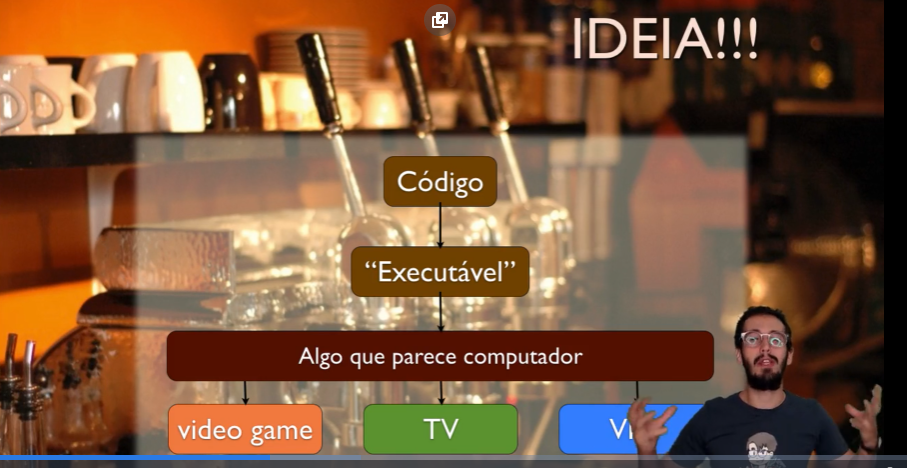 IDEIA!!!
Código
“Executável”
Algo que parece computador
video game
TV